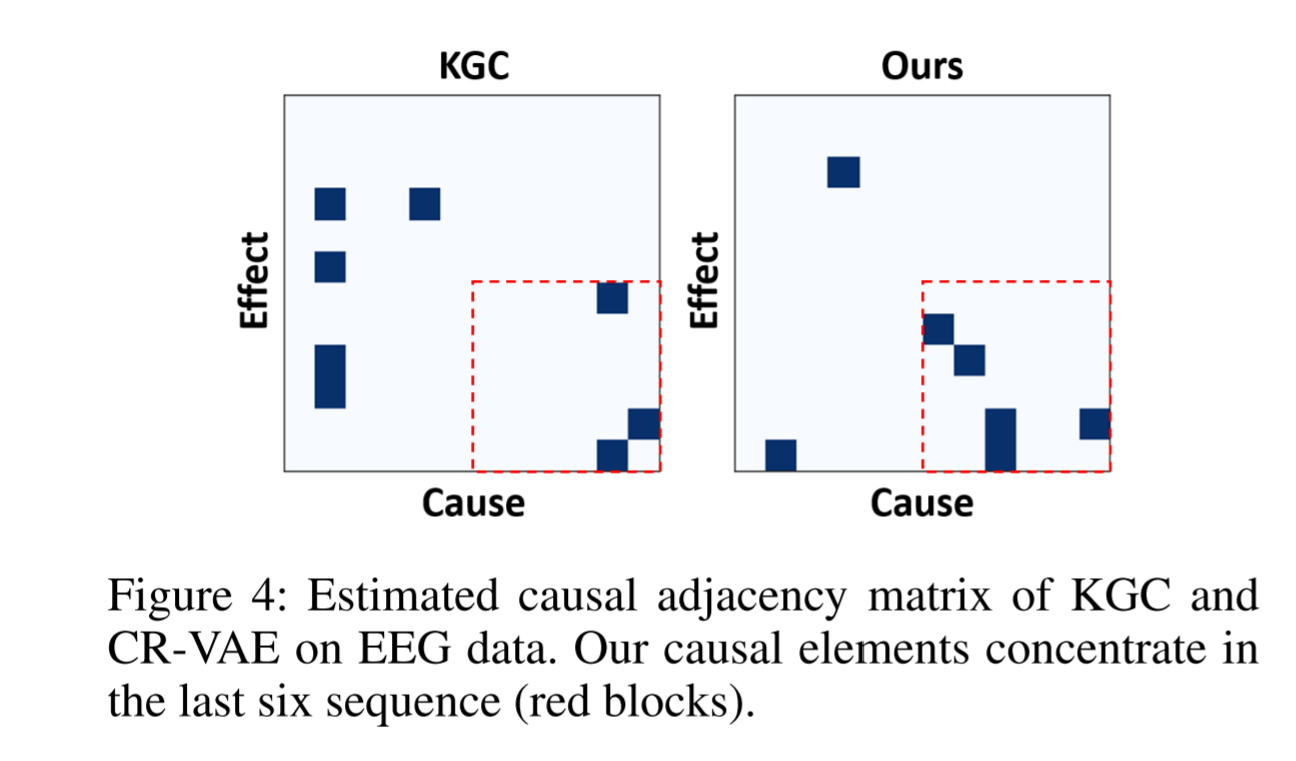 KGC
Ours
Effect
Effect
Cause
Cause
Figure 4: Estimated causal adjacency matrix of KGC and
CR-VAE on EEG data. Our causal elements concentrate in
the last six sequence (red blocks).